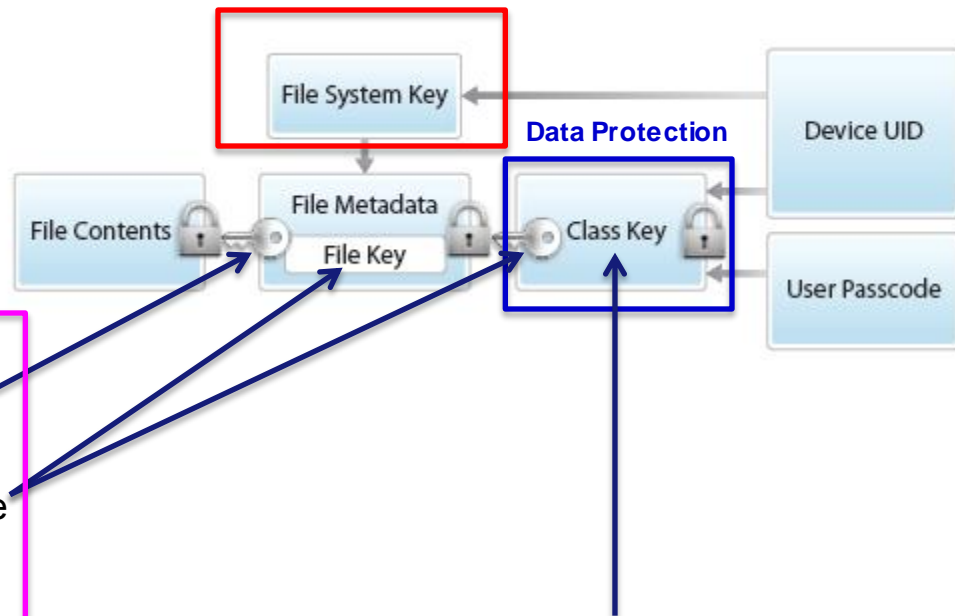 File System Key
Data Protection
Device UID
File Contents
File Metadata
File Key
Class Key
User Passcode
e